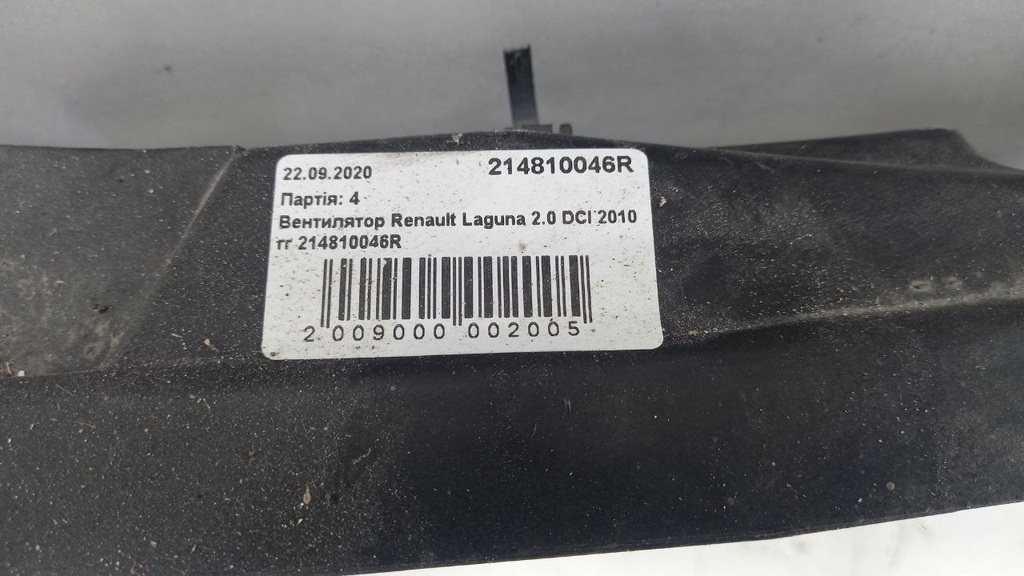 22.09.2020
214810046R
Партія: 4
Вентилятор Renault Laguna 2.0 DCI 2010
гг 214810046R
2 009000 002005